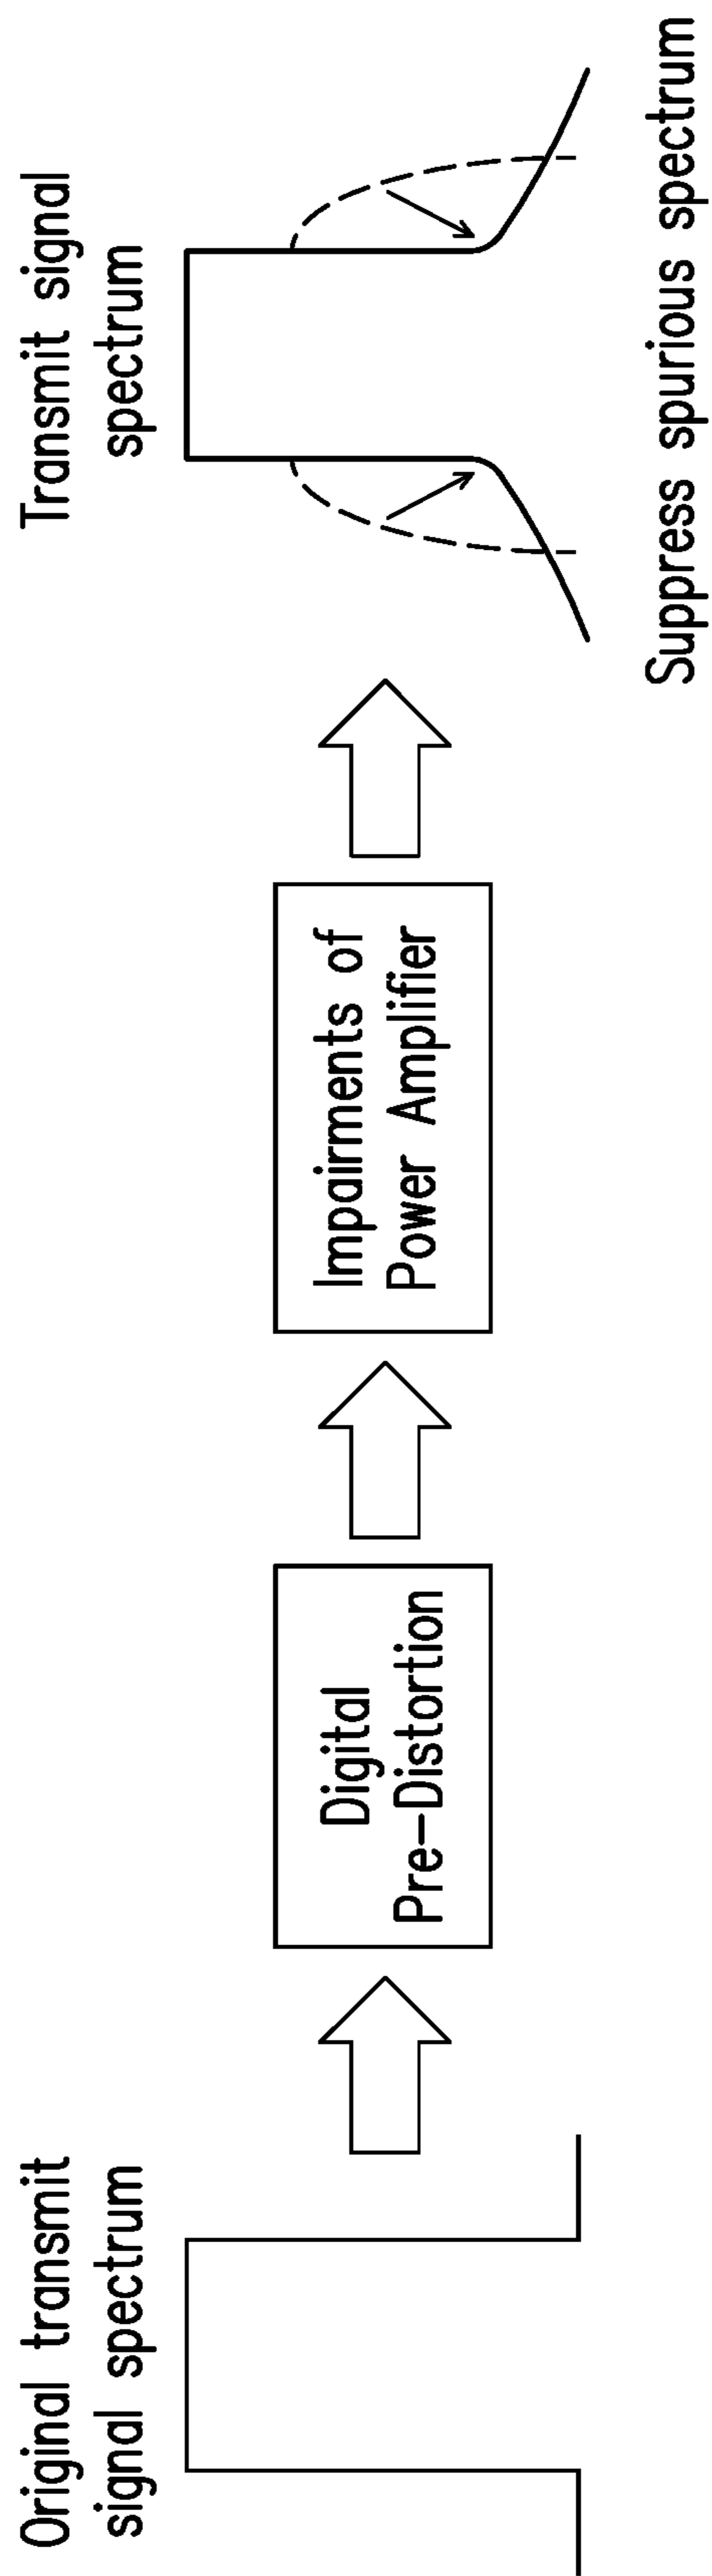 Original transmit
signal spectrum
Digital
Pre-Distortion
Impairments of
Power Amplifier
Transmit signal
spectrum
Suppress spurious spectrum